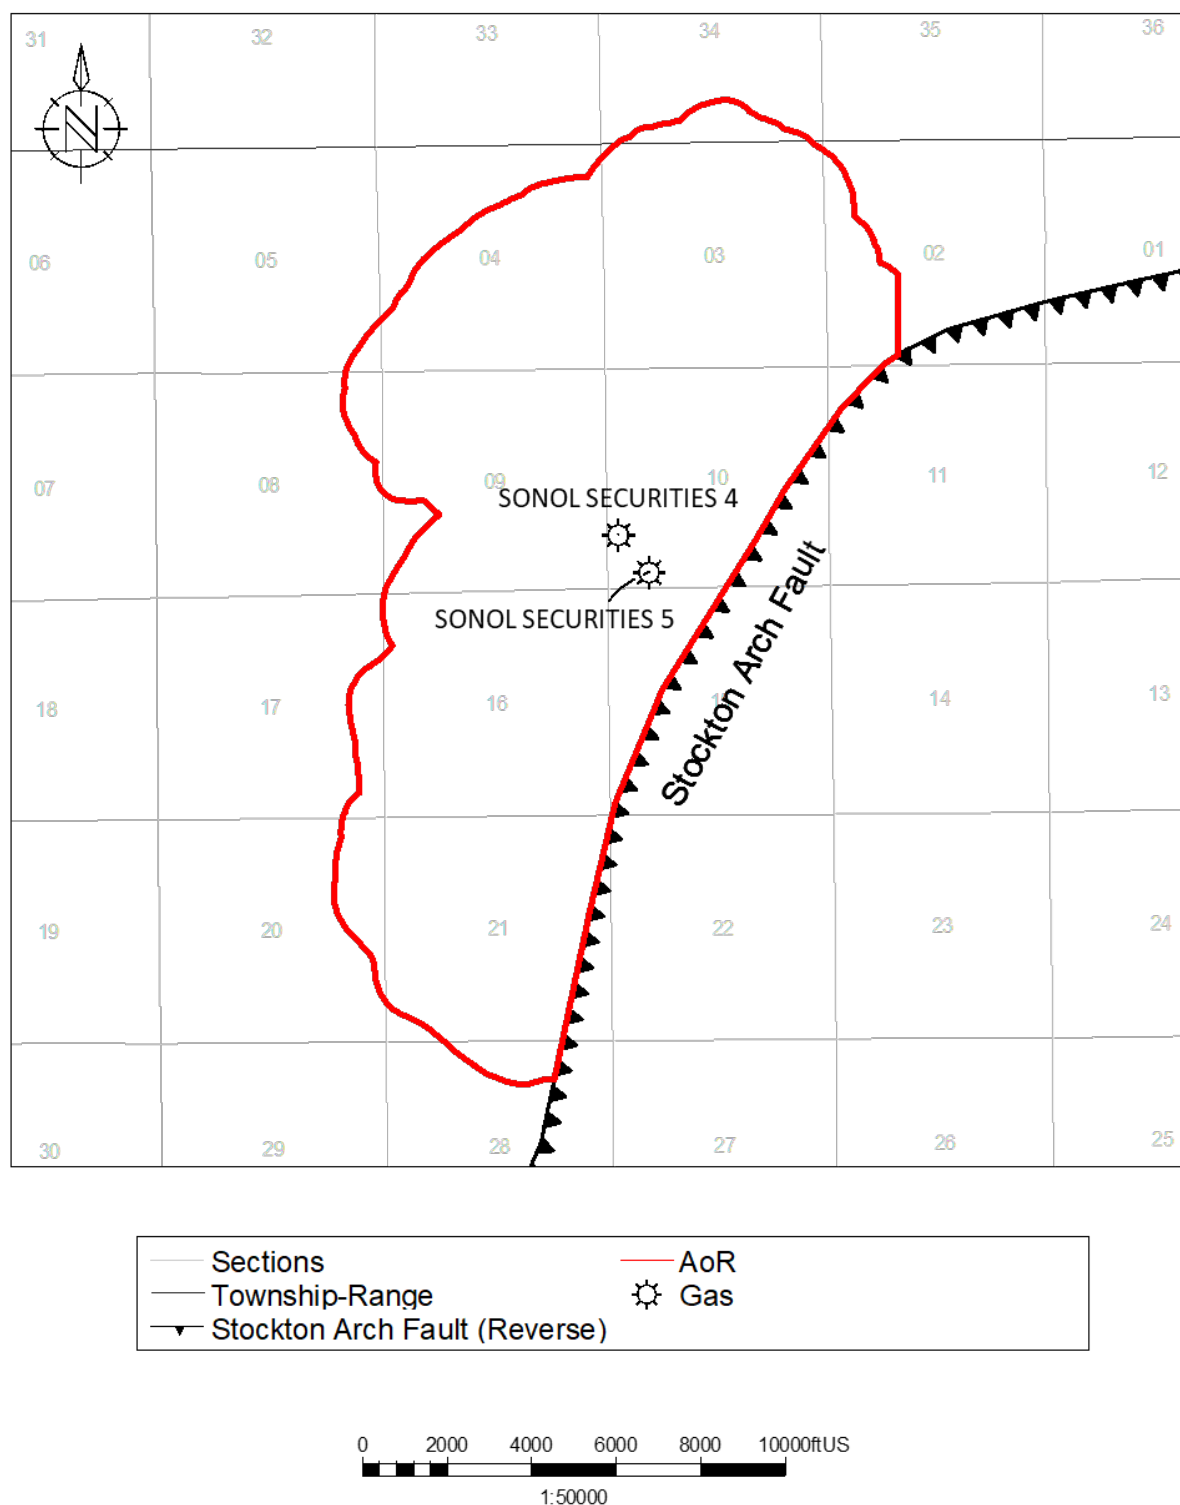 31 32 33 34 35 36
N
06 05 04 03 02 01
07 08 09 10 11 12
SONOL SECURITIES 4
SONOL SECURITIES 5
Stockton Arch Fault
18 17 16 14 13
19 20 21 22 23 24
30 29 28 27 26 25
Sections
AoR
Township-Range
Gas
Stockton Arch Fault (Reverse)
0 2000 4000 6000 8000 10000ftUS
1:50000